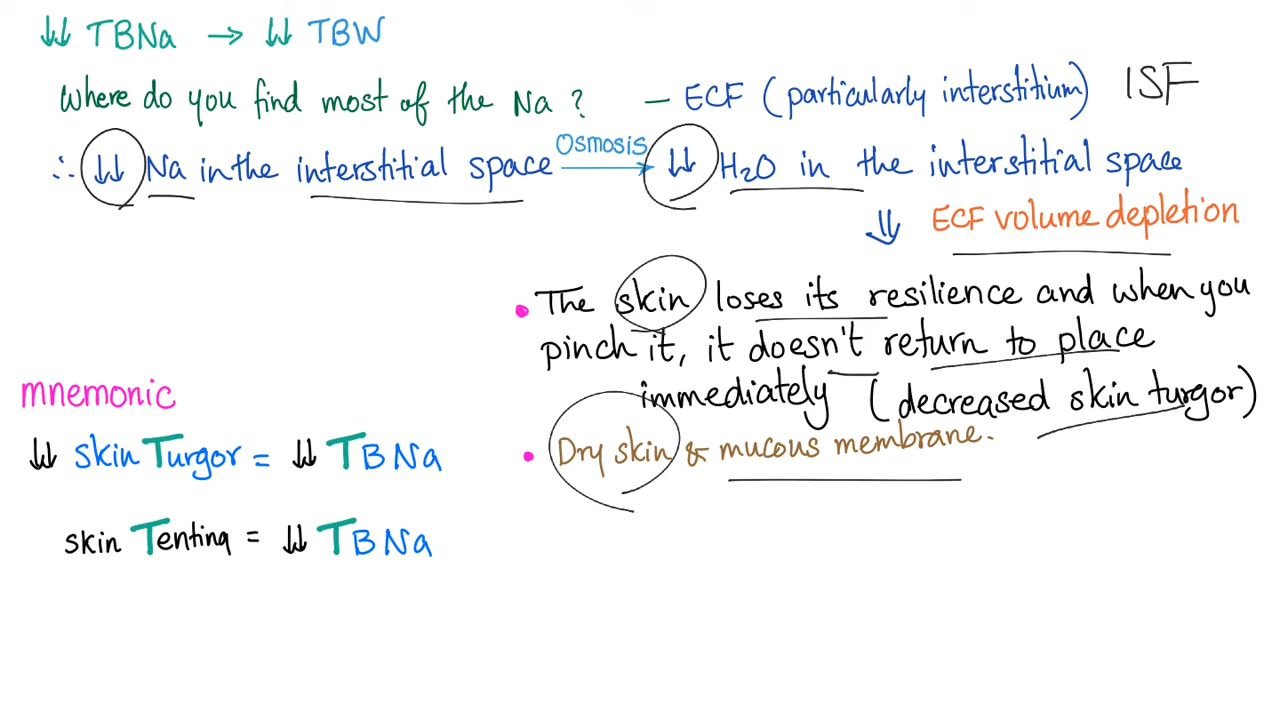 ↓↓ TBNa → ↓↓ TBW
Where do you find most of the Na ? — ECF (particularly interstitium) ISF
∴ ↓↓ Na in the interstitial space Osmosis → ↓↓ H2O in the interstitial space
⇓ ECF volume depletion
• The skin loses its resilience and when you
pinch it, it doesn't return to place
immediately (decreased skin turgor)
• Dry skin & mucous membrane.
mnemonic
↓↓ skin Turgor = ↓↓ TBNa
skin Tenting = ↓↓ TBNa